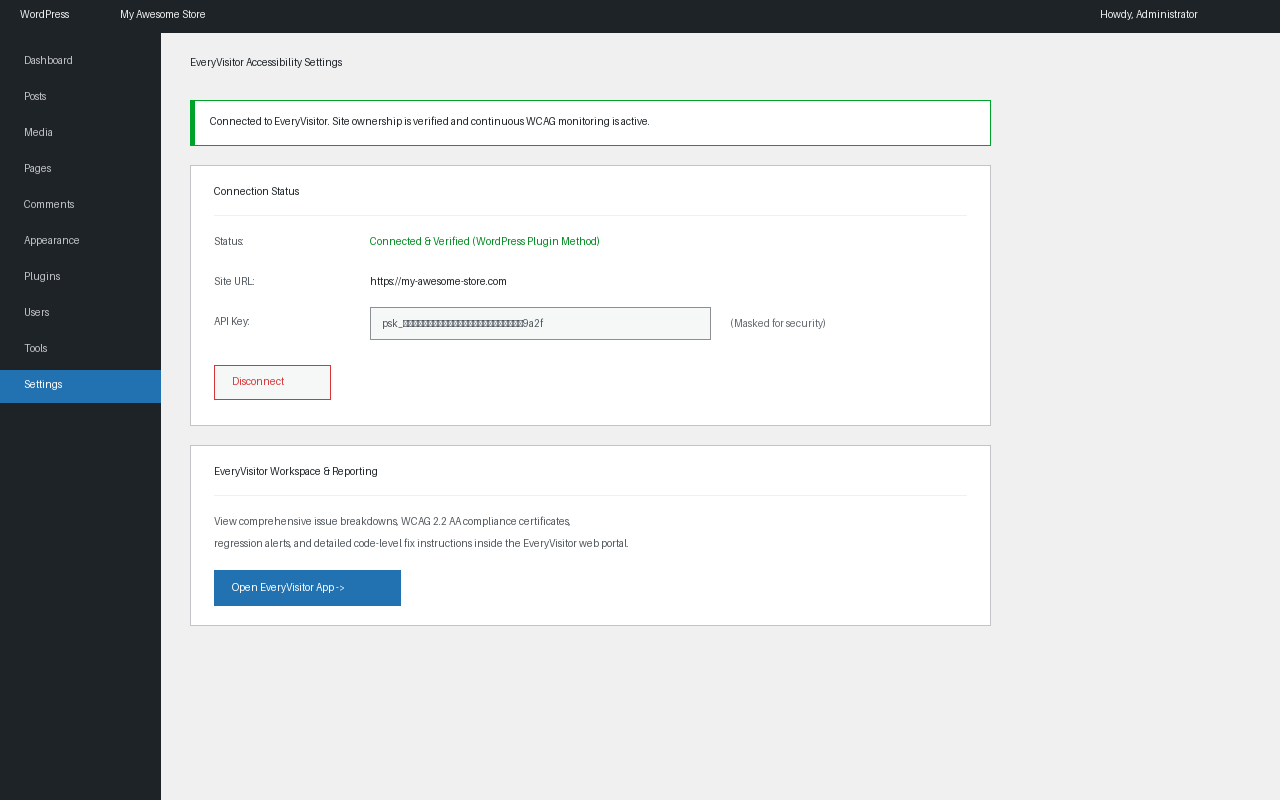 WordPress My Awesome Store Howdy, Administrator
Dashboard
Posts
Media
Pages
Comments
Appearance
Plugins
Users
Tools
Settings
EveryVisitor Accessibility Settings
Connected to EveryVisitor. Site ownership is verified and continuous WCAG monitoring is active.
Connection Status
Status: Connected & Verified (WordPress Plugin Method)
Site URL: https://my-awesome-store.com
API Key: psk_▯▯▯▯▯▯▯▯▯▯▯▯▯▯▯▯▯▯▯▯▯▯▯▯9a2f (Masked for security)
Disconnect
EveryVisitor Workspace & Reporting
View comprehensive issue breakdowns, WCAG 2.2 AA compliance certificates,
regression alerts, and detailed code-level fix instructions inside the EveryVisitor web portal.
Open EveryVisitor App ->